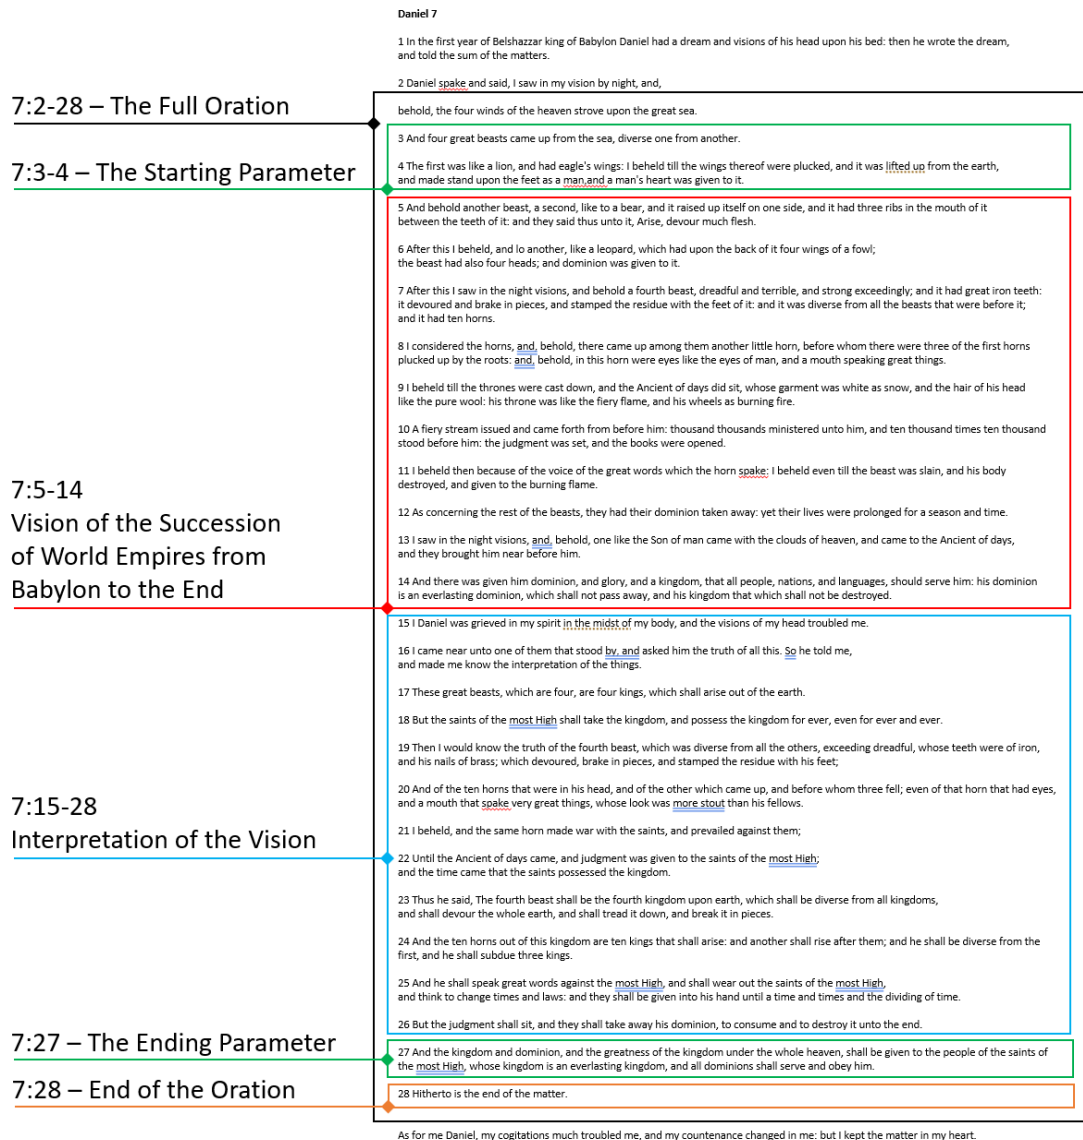 Daniel 7
1 In the first year of Belshazzar king of Babylon Daniel had a dream and visions of his head upon his bed: then he wrote the dream,
and told the sum of the matters.
2 Daniel spake and said, I saw in my vision by night, and,
7:2-28 – The Full Oration
behold, the four winds of the heaven strove upon the great sea.
7:3-4 – The Starting Parameter
3 And four great beasts came up from the sea, diverse one from another.
4 The first was like a lion, and had eagle's wings: I beheld till the wings thereof were plucked, and it was lifted up from the earth,
and made stand upon the feet as a man,and a man's heart was given to it.
7:5-14
Vision of the Succession
of World Empires from
Babylon to the End
5 And behold another beast, a second, like to a bear, and it raised up itself on one side, and it had three ribs in the mouth of it
between the teeth of it: and they said thus unto it, Arise, devour much flesh.
6 After this I beheld, and lo another, like a leopard, which had upon the back of it four wings of a fowl;
the beast had also four heads; and dominion was given to it.
7 After this I saw in the night visions, and behold a fourth beast, dreadful and terrible, and strong exceedingly; and it had great iron teeth:
it devoured and brake in pieces, and stamped the residue with the feet of it: and it was diverse from all the beasts that were before it;
and it had ten horns.
8 I considered the horns, and, behold, there came up among them another little horn, before whom there were three of the first horns
plucked up by the roots: and, behold, in this horn were eyes like the eyes of man, and a mouth speaking great things.
9 I beheld till the thrones were cast down, and the Ancient of days did sit, whose garment was white as snow, and the hair of his head
like the pure wool: his throne was like the fiery flame, and his wheels as burning fire.
10 A fiery stream issued and came forth from before him: thousand thousands ministered unto him, and ten thousand times ten thousand
stood before him: the judgment was set, and the books were opened.
11 I beheld then because of the voice of the great words which the horn spake: I beheld even till the beast was slain, and his body
destroyed, and given to the burning flame.
12 As concerning the rest of the beasts, they had their dominion taken away: yet their lives were prolonged for a season and time.
13 I saw in the night visions, and, behold, one like the Son of man came with the clouds of heaven, and came to the Ancient of days,
and they brought him near before him.
14 And there was given him dominion, and glory, and a kingdom, that all people, nations, and languages, should serve him: his dominion
is an everlasting dominion, which shall not pass away, and his kingdom that which shall not be destroyed.
7:15-28
Interpretation of the Vision
15 I Daniel was grieved in my spirit in the midst of my body, and the visions of my head troubled me.
16 I came near unto one of them that stood by, and asked him the truth of all this. So he told me,
and made me know the interpretation of the things.
17 These great beasts, which are four, are four kings, which shall arise out of the earth.
18 But the saints of the most High shall take the kingdom, and possess the kingdom for ever, even for ever and ever.
19 Then I would know the truth of the fourth beast, which was diverse from all the others, exceeding dreadful, whose teeth were of iron,
and his nails of brass; which devoured, brake in pieces, and stamped the residue with his feet;
20 And of the ten horns that were in his head, and of the other which came up, and before whom three fell; even of that horn that had eyes,
and a mouth that spake very great things, whose look was more stout than his fellows.
21 I beheld, and the same horn made war with the saints, and prevailed against them;
22 Until the Ancient of days came, and judgment was given to the saints of the most High;
and the time came that the saints possessed the kingdom.
23 Thus he said, The fourth beast shall be the fourth kingdom upon earth, which shall be diverse from all kingdoms,
and shall devour the whole earth, and shall tread it down, and break it in pieces.
24 And the ten horns out of this kingdom are ten kings that shall arise: and another shall rise after them; and he shall be diverse from the
first, and he shall subdue three kings.
25 And he shall speak great words against the most High, and shall wear out the saints of the most High,
and think to change times and laws: and they shall be given into his hand until a time and times and the dividing of time.
26 But the judgment shall sit, and they shall take away his dominion, to consume and to destroy it unto the end.
7:27 – The Ending Parameter
27 And the kingdom and dominion, and the greatness of the kingdom under the whole heaven, shall be given to the people of the saints of
the most High, whose kingdom is an everlasting kingdom, and all dominions shall serve and obey him.
7:28 – End of the Oration
28 Hitherto is the end of the matter.
As for me Daniel, my cogitations much troubled me, and my countenance changed in me: but I kept the matter in my heart.